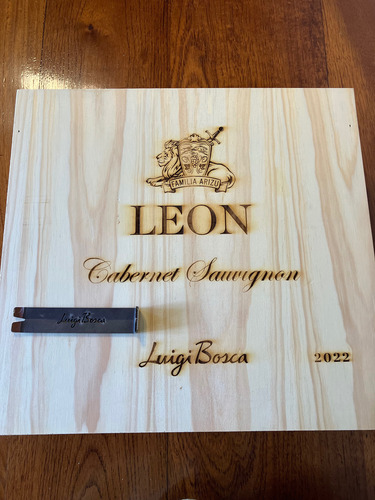 FAMILIA ARIZU
LEON
Cabernet Sauvignon
Luigi Bosca
Luigi Bosca
2022